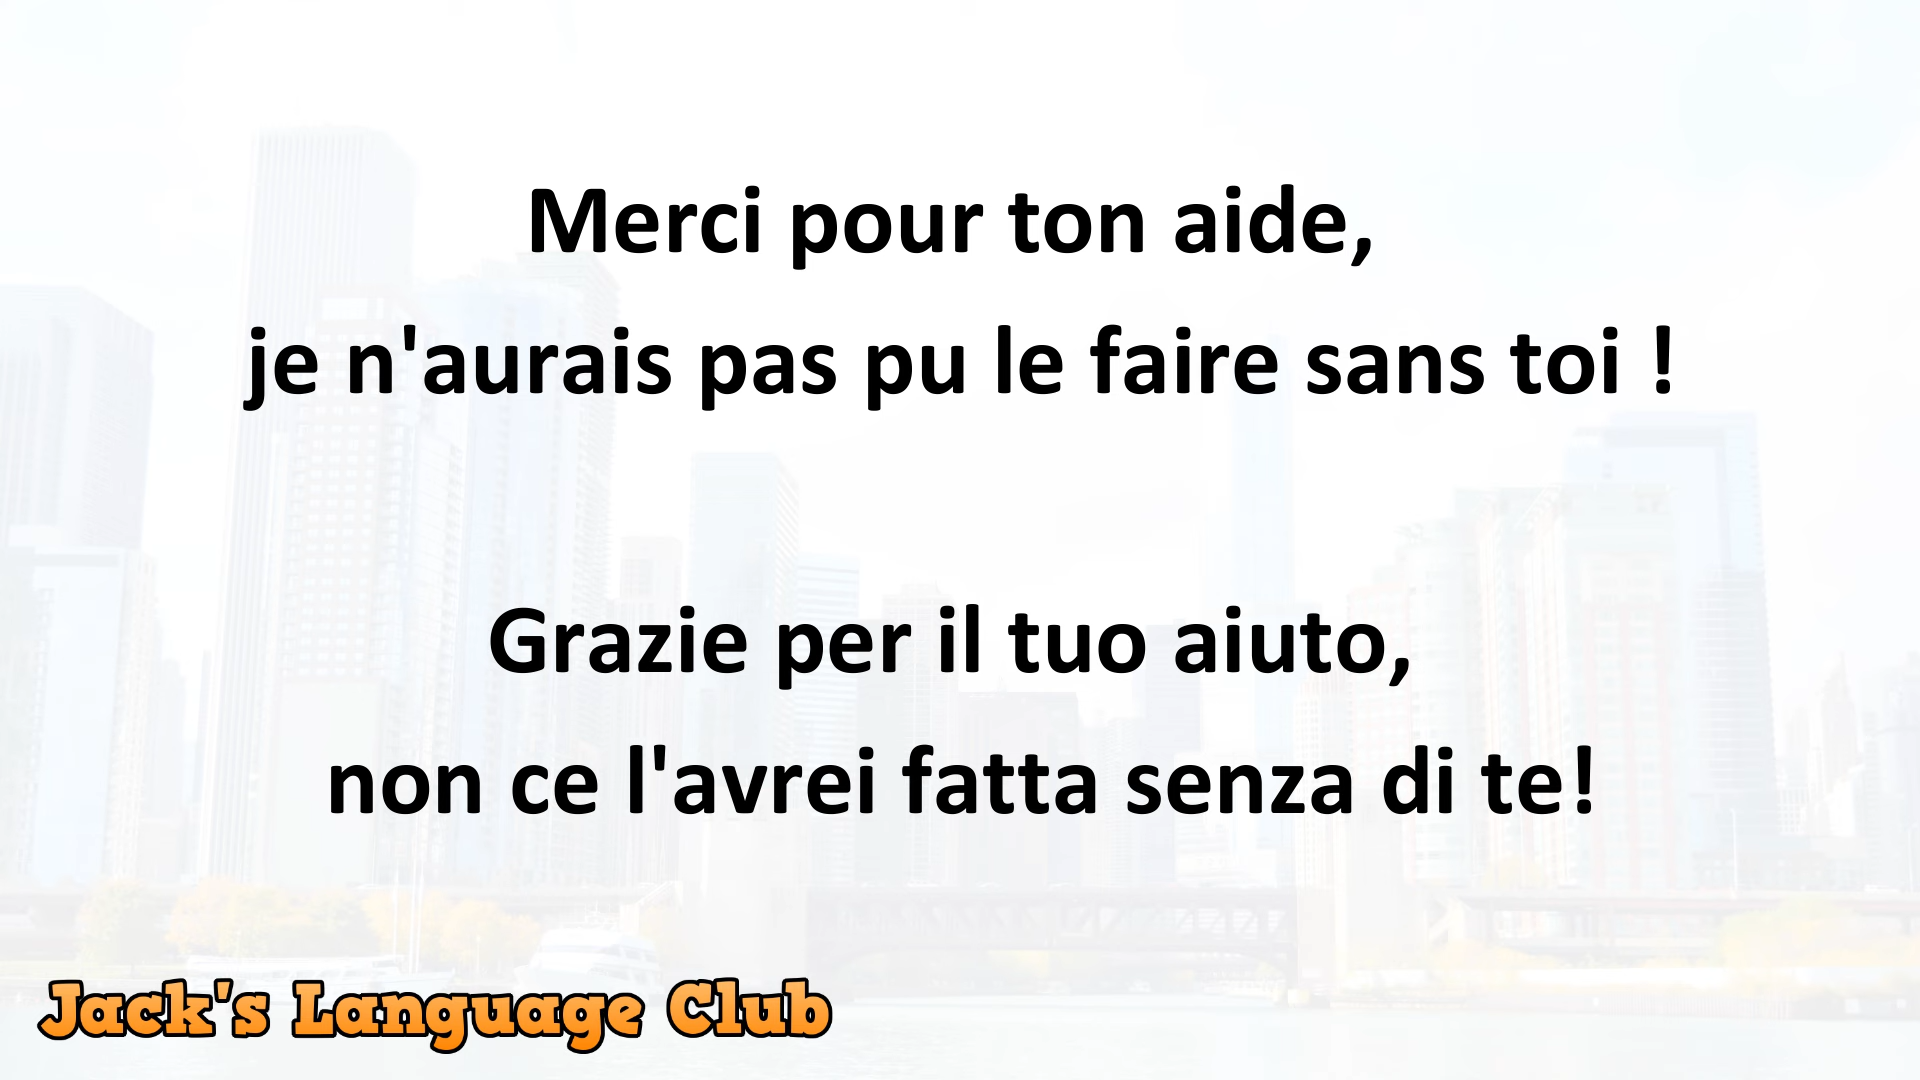 Merci pour ton aide,
je n'aurais pas pu le faire sans toi !
Grazie per il tuo aiuto,
non ce l'avrei fatta senza di te!
Jack's Language Club